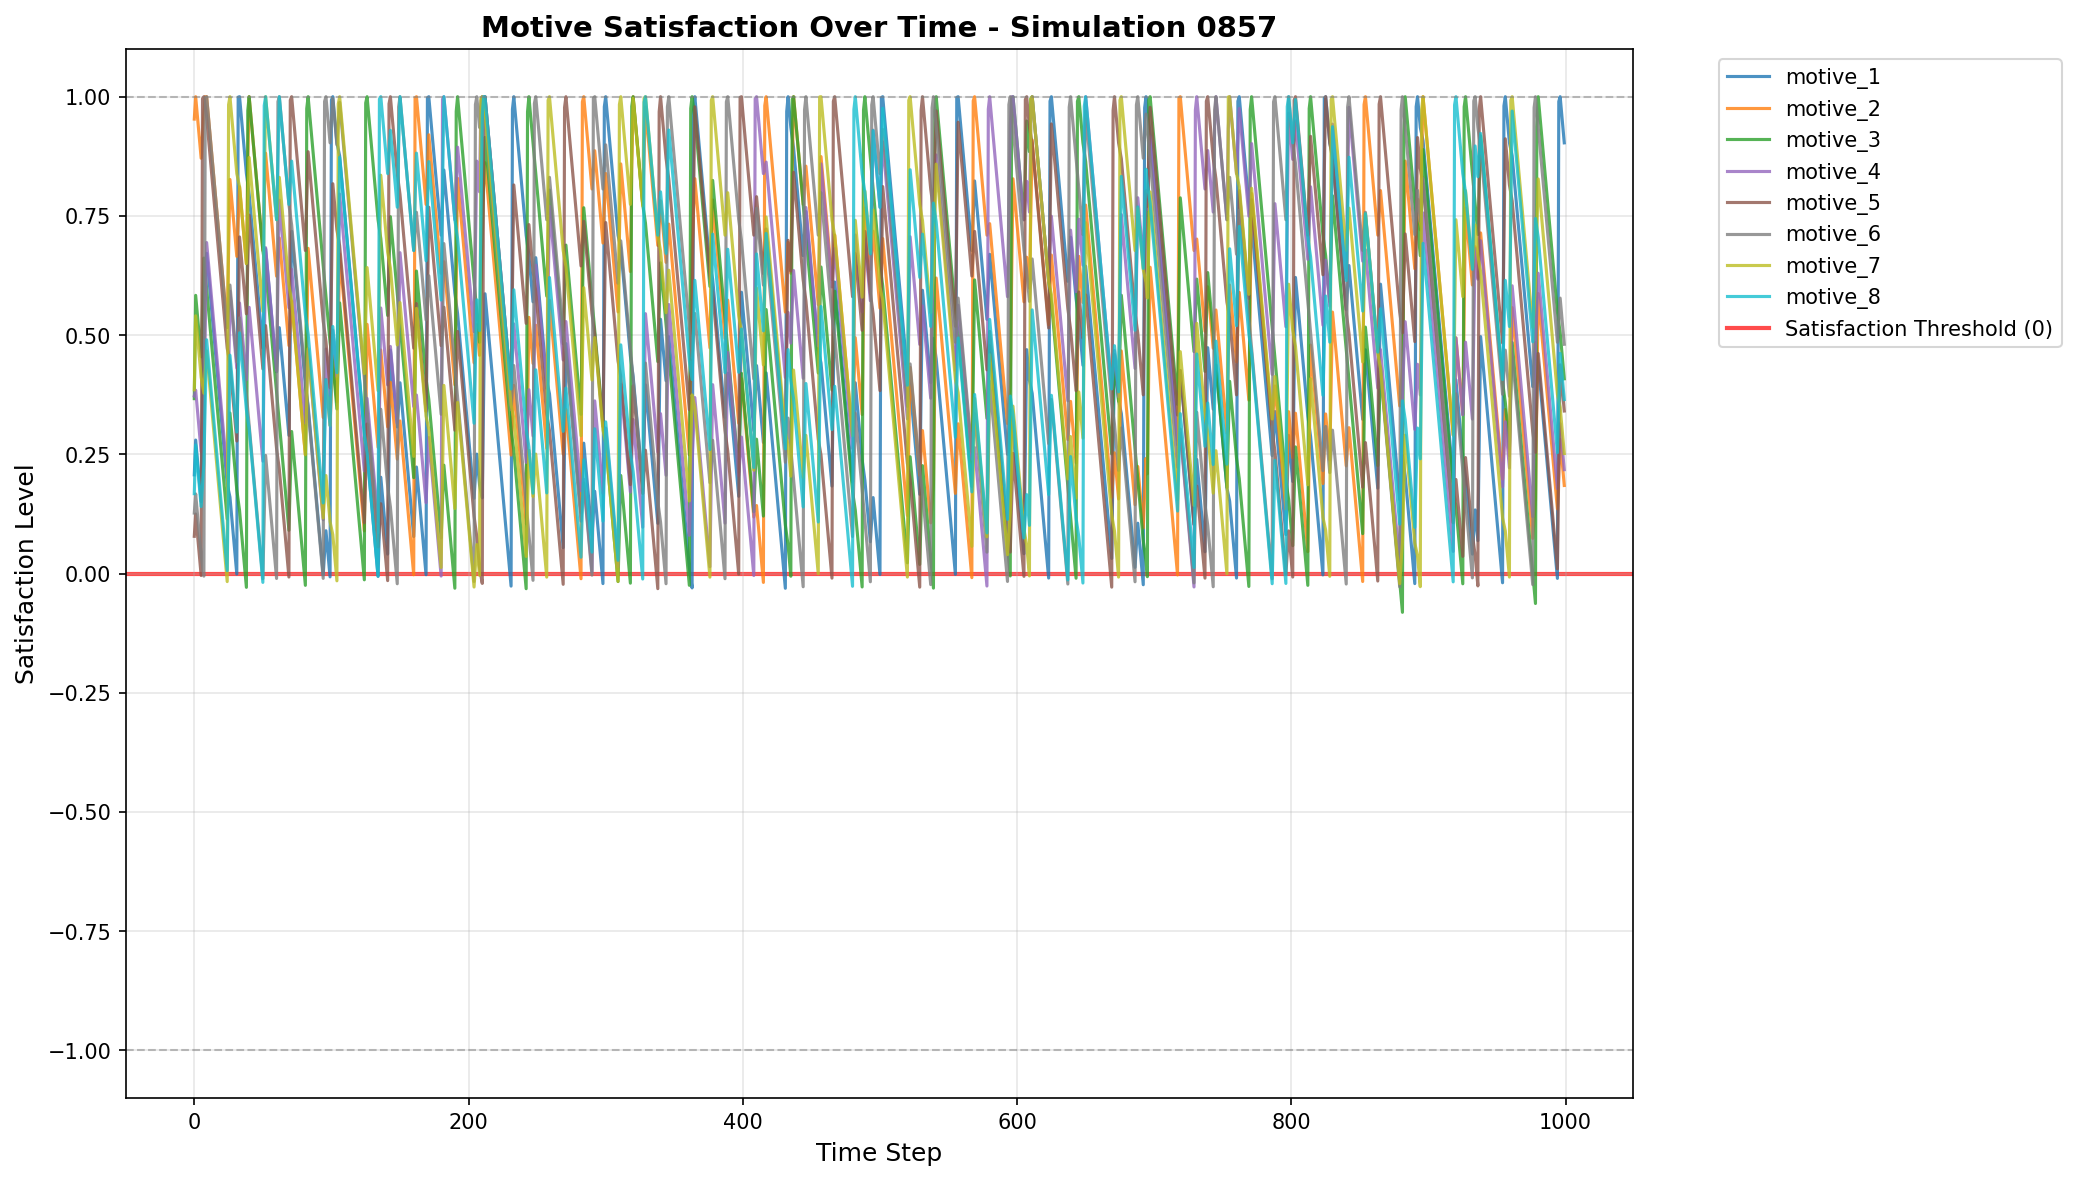 Motive Satisfaction Over Time - Simulation 0857
Satisfaction Level
1.00
0.75
0.50
0.25
0.00
−0.25
−0.50
−0.75
−1.00
0
200
400
600
800
1000
Time Step
motive_1
motive_2
motive_3
motive_4
motive_5
motive_6
motive_7
motive_8
Satisfaction Threshold (0)